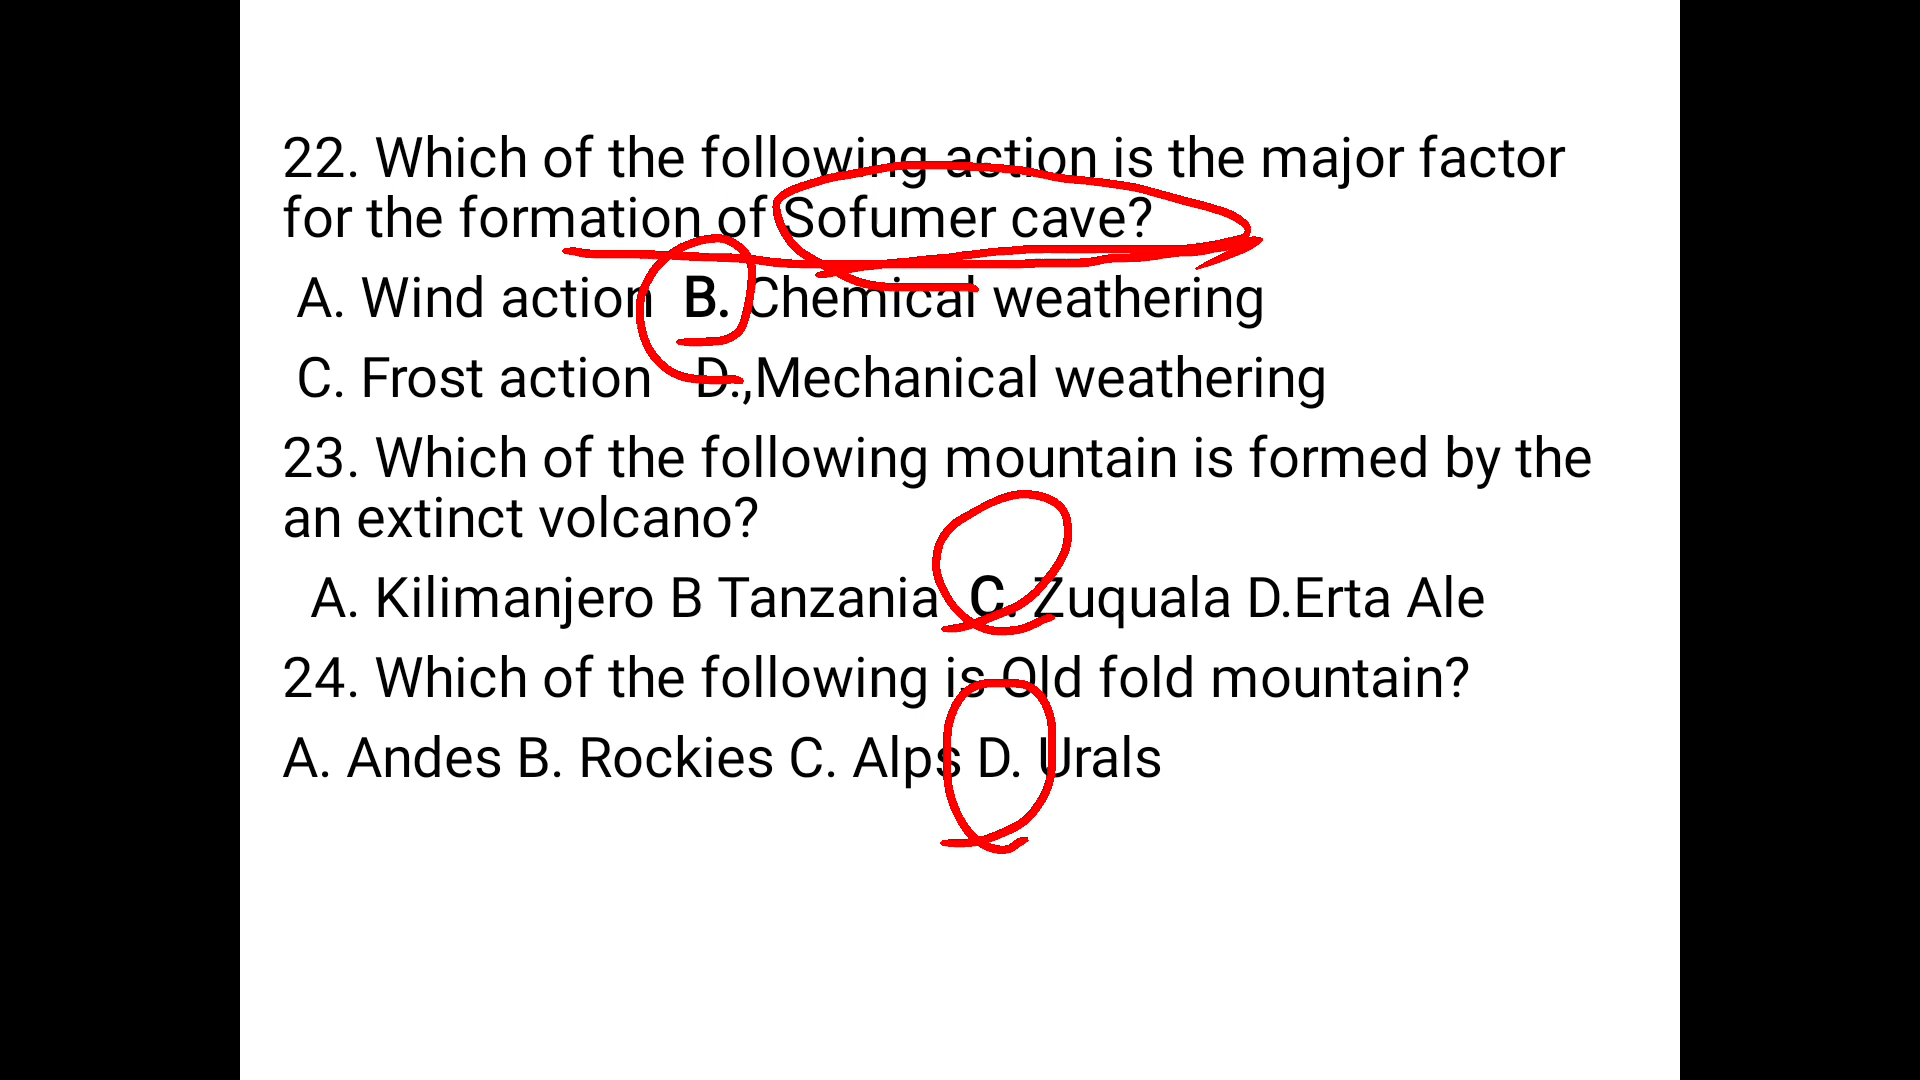 22. Which of the following action is the major factor
for the formation of Sofumer cave?
A. Wind action B. Chemical weathering
C. Frost action D.,Mechanical weathering
23. Which of the following mountain is formed by the
an extinct volcano?
A. Kilimanjero B Tanzania C. Zuquala D.Erta Ale
24. Which of the following is Old fold mountain?
A. Andes B. Rockies C. Alps D. Urals